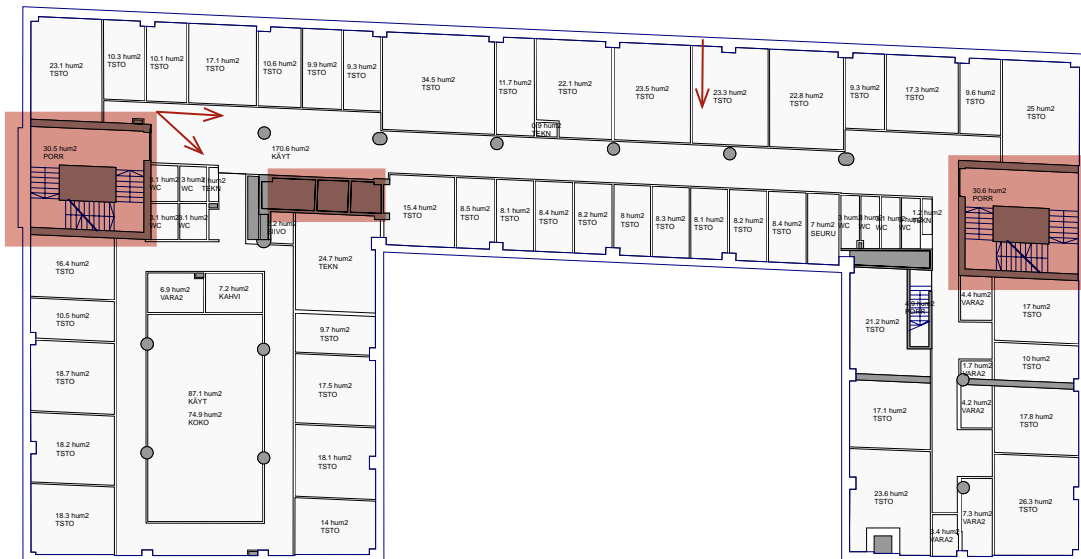 23.1 hum2
TSTO
10.3 hum2
TSTO
10.1 hum2
TSTO
17.1 hum2
TSTO
10.6 hum2
TSTO
9.9 hum2
TSTO
9.3 hum2
TSTO
34.5 hum2
TSTO
11.7 hum2
TSTO
22.1 hum2
TSTO
23.5 hum2
TSTO
23.3 hum2
TSTO
22.8 hum2
TSTO
9.3 hum2
TSTO
17.3 hum2
TSTO
9.6 hum2
TSTO
25 hum2
TSTO
hum2
TEKN
30.5 hum2
PORR
170.6 hum2
KÄYT
hum2
WC
3 hum2
WC
hum2
TEKN
hum2
WC
hum2
WC
hum2
SIIVO
15.4 hum2
TSTO
8.5 hum2
TSTO
8.1 hum2
TSTO
8.4 hum2
TSTO
8.2 hum2
TSTO
8 hum2
TSTO
8.3 hum2
TSTO
8.1 hum2
TSTO
8.2 hum2
TSTO
8.4 hum2
TSTO
7 hum2
SEURU
WC
WC
WC
WC
1.2 hum2
TEKN
30.6 hum2
PORR
16.4 hum2
TSTO
24.7 hum2
TEKN
6.9 hum2
VARA2
7.2 hum2
KAHVI
10.5 hum2
TSTO
9.7 hum2
TSTO
21.2 hum2
TSTO
hum2
PORR
4.4 hum2
VARA2
17 hum2
TSTO
18.7 hum2
TSTO
87.1 hum2
KÄYT
74.9 hum2
KOKO
17.5 hum2
TSTO
1.7 hum2
VARA2
10 hum2
TSTO
17.1 hum2
TSTO
4.2 hum2
VARA2
17.8 hum2
TSTO
18.2 hum2
TSTO
18.1 hum2
TSTO
18.3 hum2
TSTO
14 hum2
TSTO
23.6 hum2
TSTO
hum2
VARA2
7.3 hum2
VARA2
26.3 hum2
TSTO